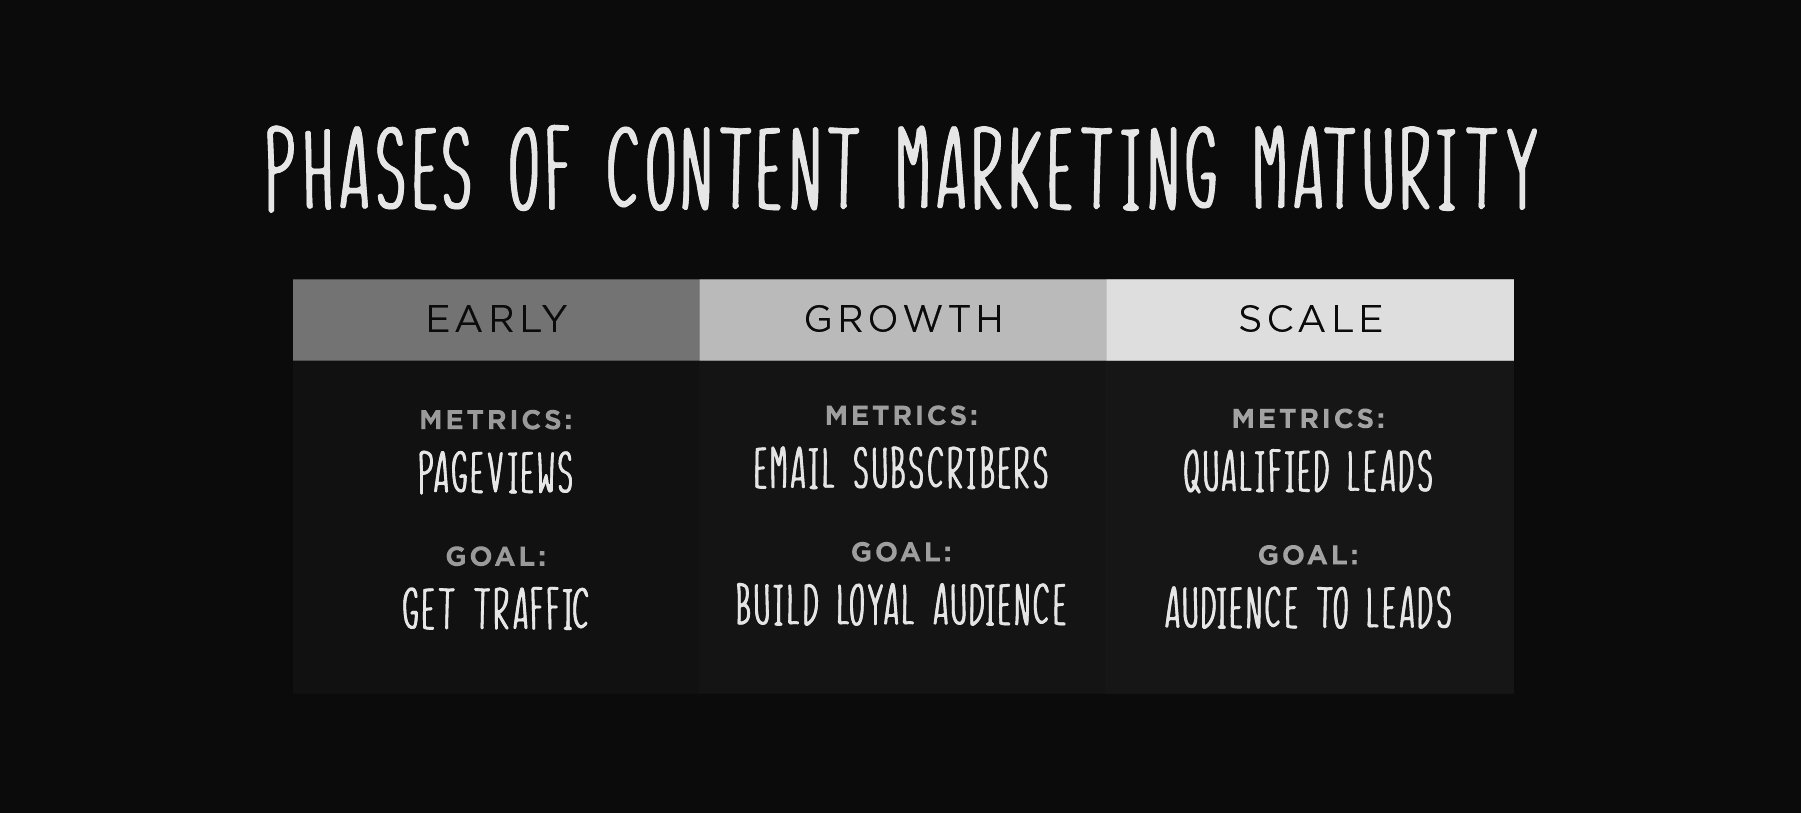 PHASES OF CONTENT MARKETING MATURITY
EARLY
METRICS:
PAGEVIEWS
GOAL:
GET TRAFFIC
GROWTH
METRICS:
EMAIL SUBSCRIBERS
GOAL:
BUILD LOYAL AUDIENCE
SCALE
METRICS:
QUALIFIED LEADS
GOAL:
AUDIENCE TO LEADS